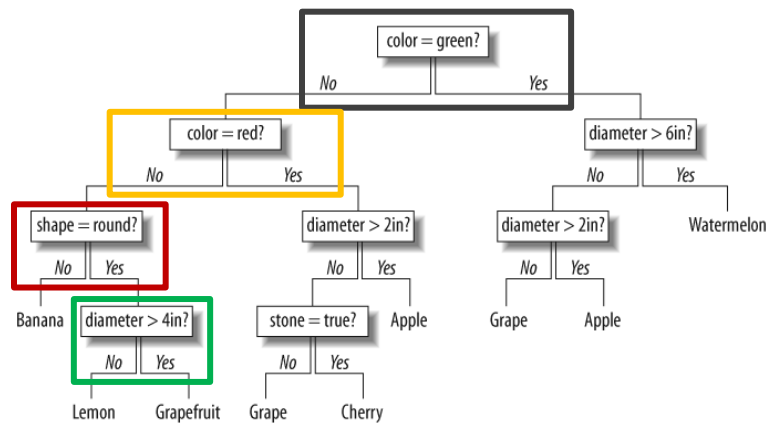 color = green?
No
Yes
color = red?
diameter > 6in?
No
Yes
No
Yes
shape = round?
diameter > 2in?
diameter > 2in?
Watermelon
No
Yes
No
Yes
No
Yes
Banana
diameter > 4in?
stone = true?
Apple
Grape
Apple
No
Yes
No
Yes
Lemon
Grapefruit
Grape
Cherry